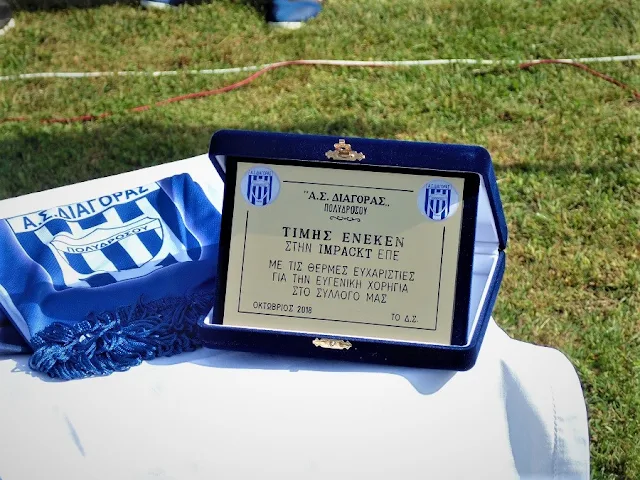 Α.Σ. ΔΙΑΓΟΡΑΣ
ΠΟΛΥΔΡΟΣΟΥ
"Α.Σ. ΔΙΑΓΟΡΑΣ„
ΠΟΛΥΔΡΟΣΟΥ
ΤΙΜΗΣ ΕΝΕΚΕΝ
ΣΤΗΝ IMPACKT ΕΠΕ
ΜΕ ΤΙΣ ΘΕΡΜΕΣ ΕΥΧΑΡΙΣΤΙΕΣ
ΓΙΑ ΤΗΝ ΕΥΓΕΝΙΚΗ ΧΟΡΗΓΙΑ
ΣΤΟ ΣΥΛΛΟΓΟ ΜΑΣ
ΟΚΤΩΒΡΙΟΣ 2018
ΤΟ Δ.Σ.